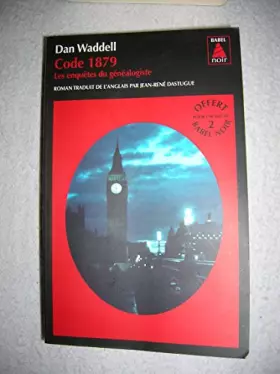 Dan Waddell
Code 1879
Les enquêtes du généalogiste
ROMAN TRADUIT DE L'ANGLAIS PAR JEAN-RENÉ DASTUGUE
BABEL
noir
OFFERT
2
BABEL NOIR